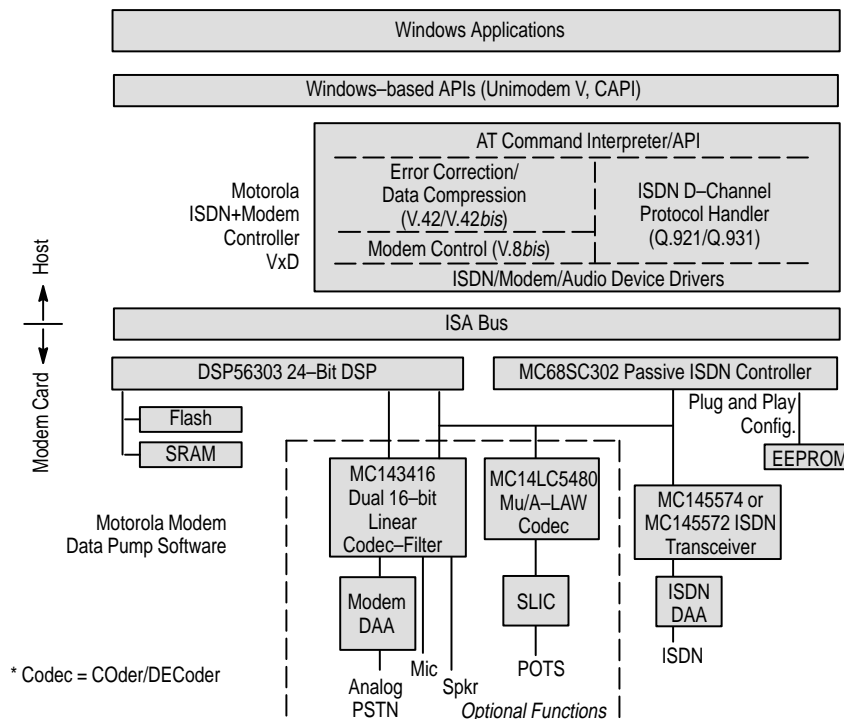 Windows Applications
Windows–based APIs (Unimodem V, CAPI)
AT Command Interpreter/API
Motorola
ISDN+Modem
Controller
VxD
Error Correction/
Data Compression
(V.42/V.42bis)
Modem Control (V.8bis)
ISDN D–Channel
Protocol Handler
(Q.921/Q.931)
ISDN/Modem/Audio Device Drivers
Host
ISA Bus
Modem Card
DSP56303 24–Bit DSP
MC68SC302 Passive ISDN Controller
Flash
SRAM
Plug and Play
Config.
EEPROM
Motorola Modem
Data Pump Software
MC143416
Dual 16–bit
Linear
Codec–Filter
MC14LC5480
Mu/A–LAW
Codec
MC145574 or
MC145572 ISDN
Transceiver
Modem
DAA
SLIC
ISDN
DAA
Mic
Spkr
Analog
PSTN
POTS
ISDN
* Codec = COder/DECoder
Optional Functions